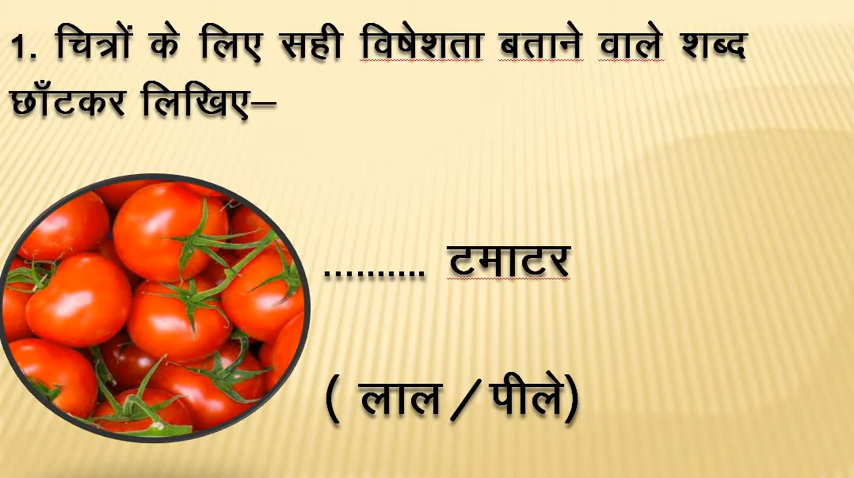 1. चित्रों के लिए सही विषेशता बताने वाले शब्द
छाँटकर लिखिए–
.......... टमाटर
( लाल/पीले)